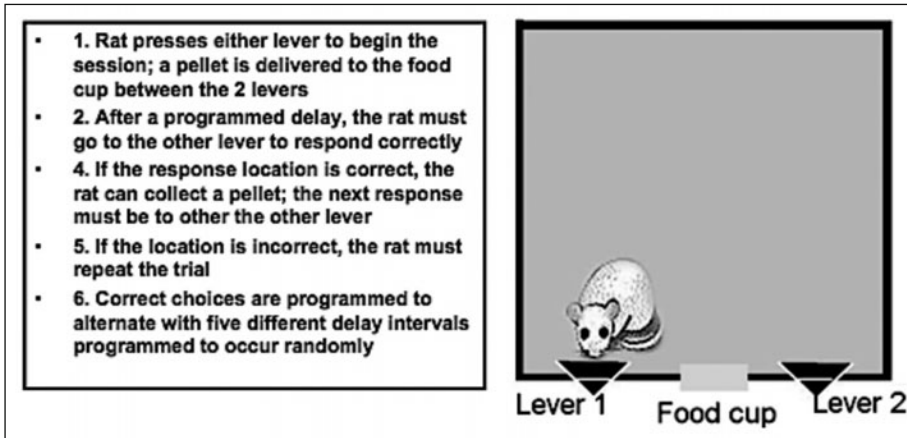 ▪ 1. Rat presses either lever to begin the
session; a pellet is delivered to the food
cup between the 2 levers
▪ 2. After a programmed delay, the rat must
go to the other lever to respond correctly
▪ 4. If the response location is correct, the
rat can collect a pellet; the next response
must be to other the other lever
▪ 5. If the location is incorrect, the rat must
repeat the trial
▪ 6. Correct choices are programmed to
alternate with five different delay intervals
programmed to occur randomly
Lever 1
Food cup
Lever 2